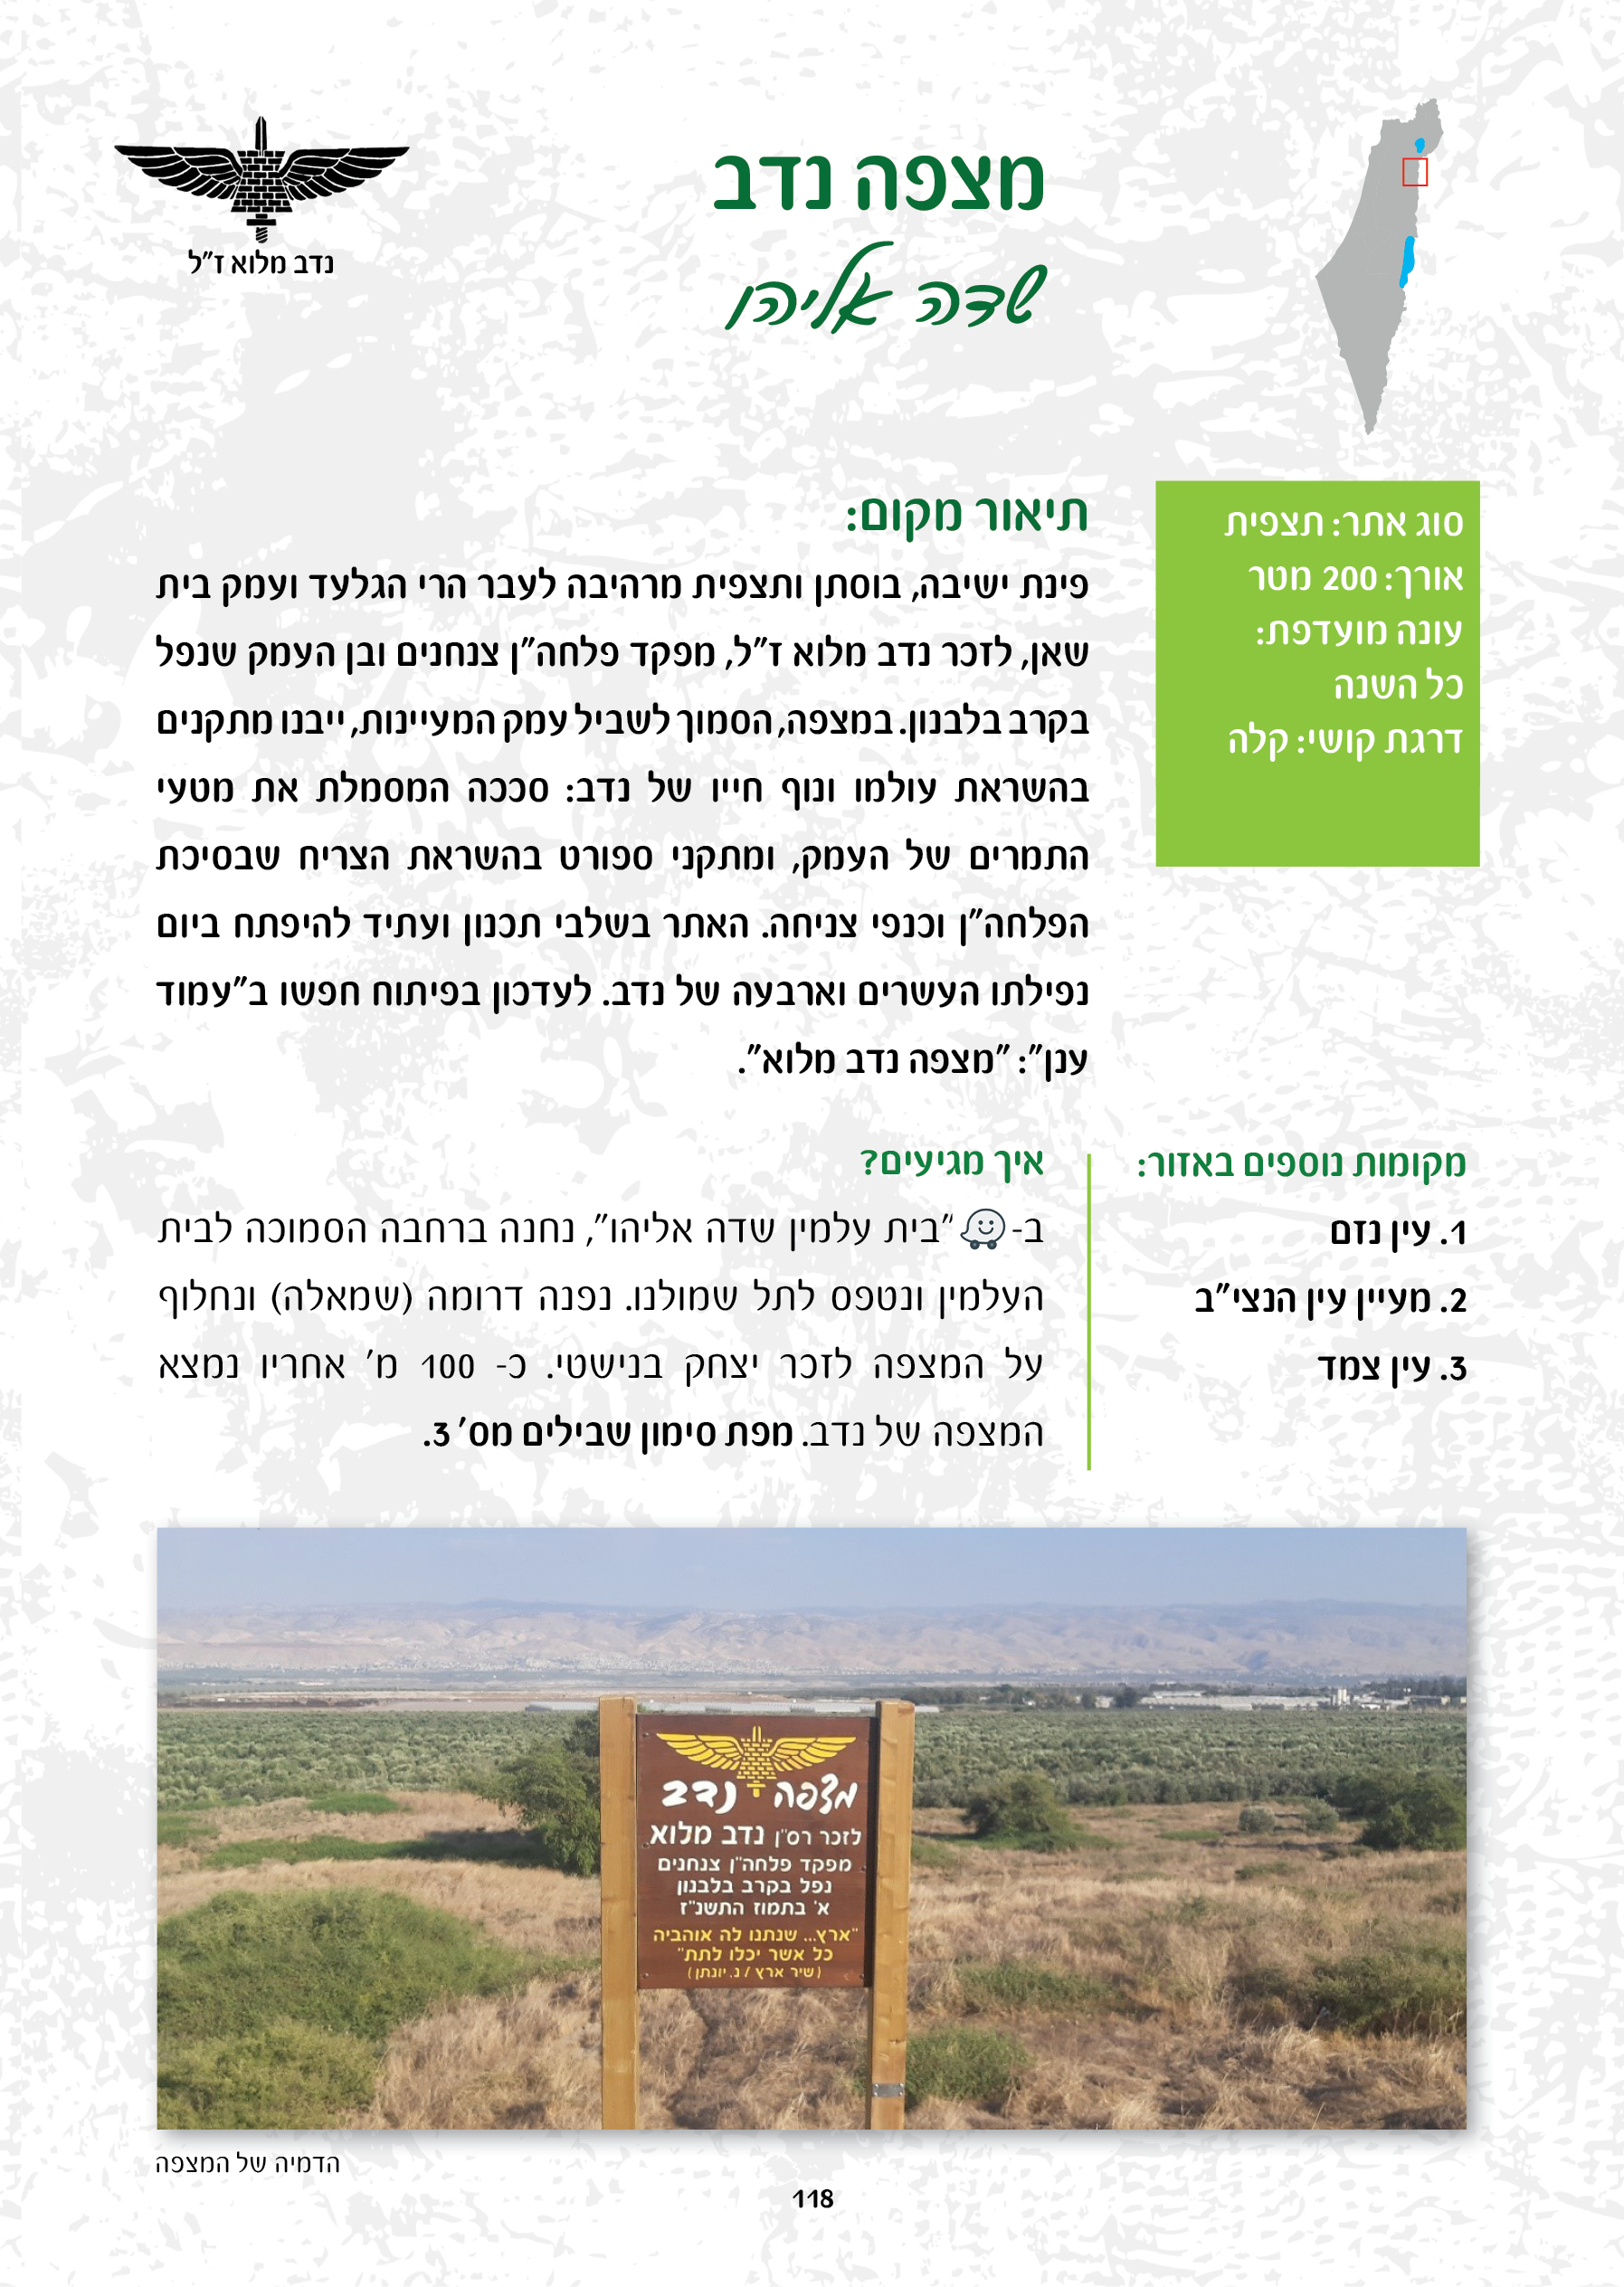 מצפה נדב
שדה אליהו
נדב מלוא ז"ל
סוג אתר: תצפית
אורך: 200 מטר
עונה מועדפת:
כל השנה
דרגת קושי: קלה
תיאור מקום:
פינת ישיבה, בוסתן ותצפית מרהיבה לעבר הרי הגלעד ועמק בית
שאן, לזכר נדב מלוא ז"ל, מפקד פלחה"ן צנחנים ובן העמק שנפל
בקרב בלבנון. במצפה, הסמוך לשביל עמק המעיינות, ייבנו מתקנים
בהשראת עולמו ונוף חייו של נדב: סככה המסמלת את מטעי
התמרים של העמק, ומתקני ספורט בהשראת הצריח שבסיכת
הפלחה"ן וכנפי צניחה. האתר בשלבי תכנון ועתיד להיפתח ביום
נפילתו העשרים וארבעה של נדב. לעדכון בפיתוח חפשו ב"עמוד
ענן": "מצפה נדב מלוא".
מקומות נוספים באזור:
1. עין נזם
2. מעיין עין הנצי"ב
3. עין צמד
איך מגיעים?
ב- "בית עלמין שדה אליהו", נחנה ברחבה הסמוכה לבית
העלמין ונטפס לתל שמולנו. נפנה דרומה (שמאלה) ונחלוף
על המצפה לזכר יצחק בנישטי. כ- 100 מ' אחריו נמצא
המצפה של נדב. מפת סימון שבילים מס' 3.
מצפה נדב
לזכר רס"ן נדב מלוא
מפקד פלחה"ן צנחנים
נפל בקרב בלבנון
א' בתמוז התשנ"ז
"ארץ... שנתנו לה אוהביה
כל אשר יכלו לתת"
(שיר ארץ / נ. יונתן)
הדמיה של המצפה
118